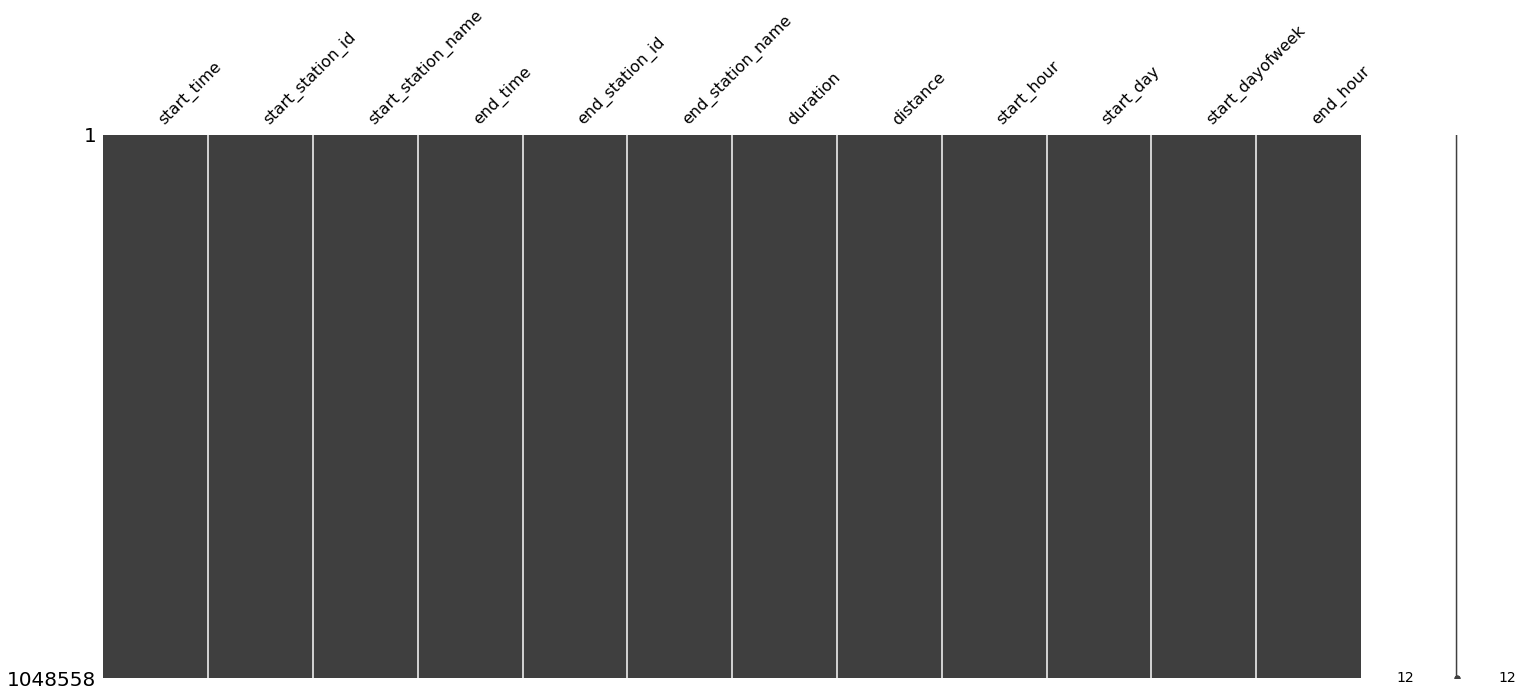 start_time
start_station_id
start_station_name
end_time
end_station_id
end_station_name
duration
distance
start_hour
start_day
start_dayofweek
end_hour
1
1048558
12
12